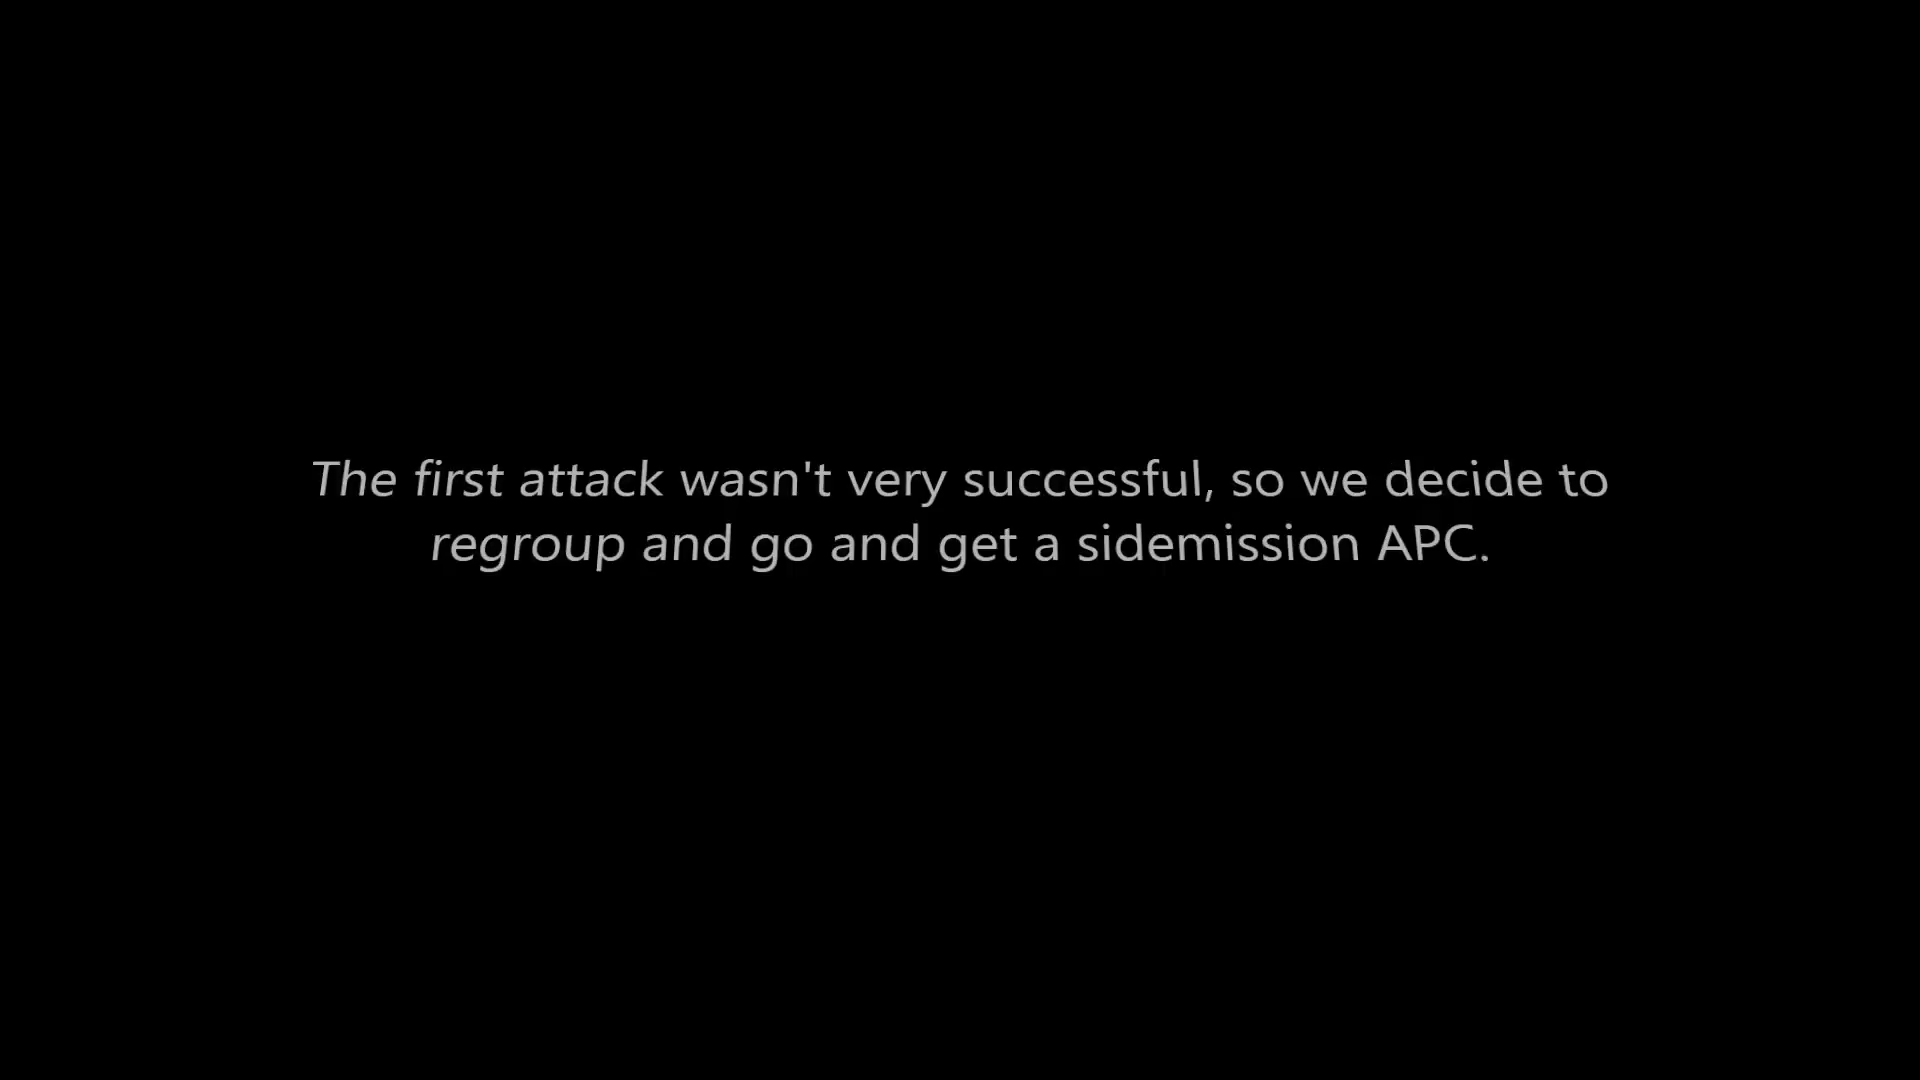 The first attack wasn't very successful, so we decide to
regroup and go and get a sidemission APC.